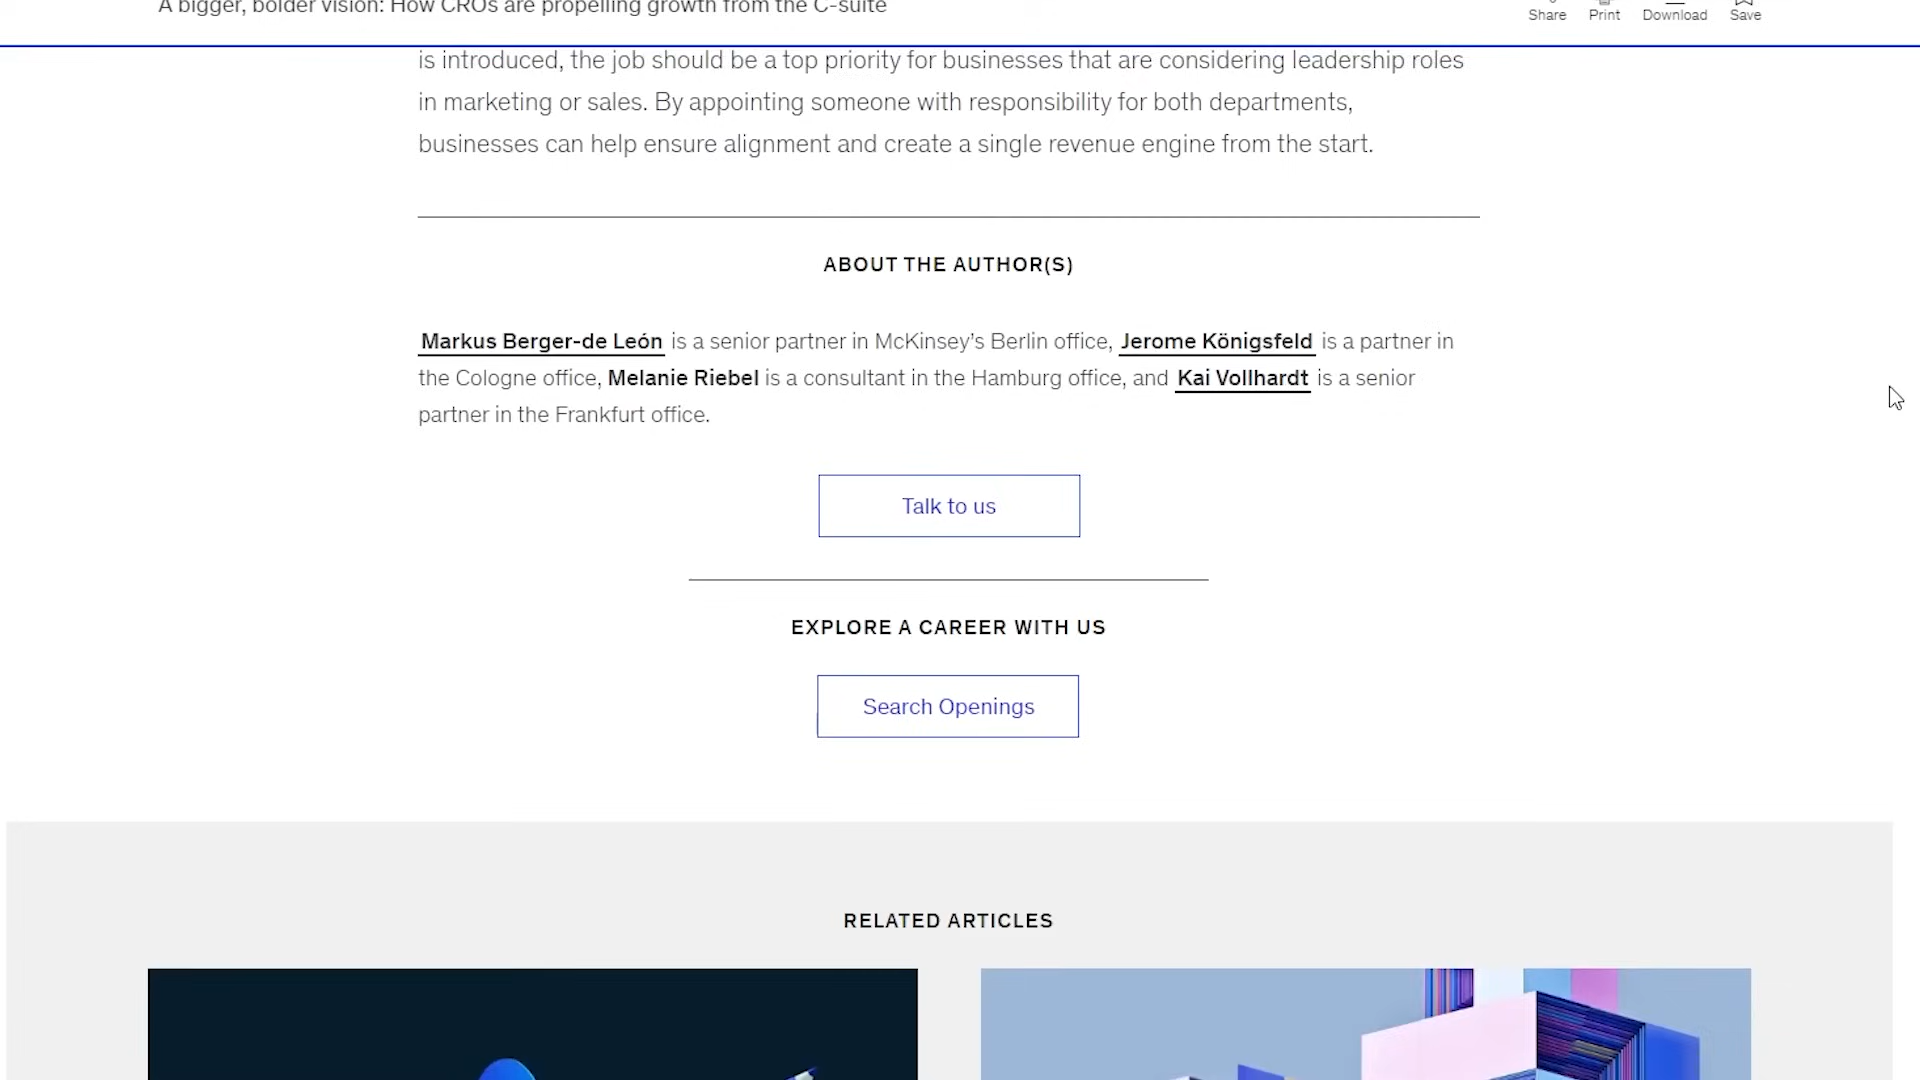 A bigger, bolder vision: How CROs are propelling growth from the C-suite
Share Print Download Save
is introduced, the job should be a top priority for businesses that are considering leadership roles
in marketing or sales. By appointing someone with responsibility for both departments,
businesses can help ensure alignment and create a single revenue engine from the start.
ABOUT THE AUTHOR(S)
Markus Berger-de León is a senior partner in McKinsey’s Berlin office, Jerome Königsfeld is a partner in
the Cologne office, Melanie Riebel is a consultant in the Hamburg office, and Kai Vollhardt is a senior
partner in the Frankfurt office.
Talk to us
EXPLORE A CAREER WITH US
Search Openings
RELATED ARTICLES